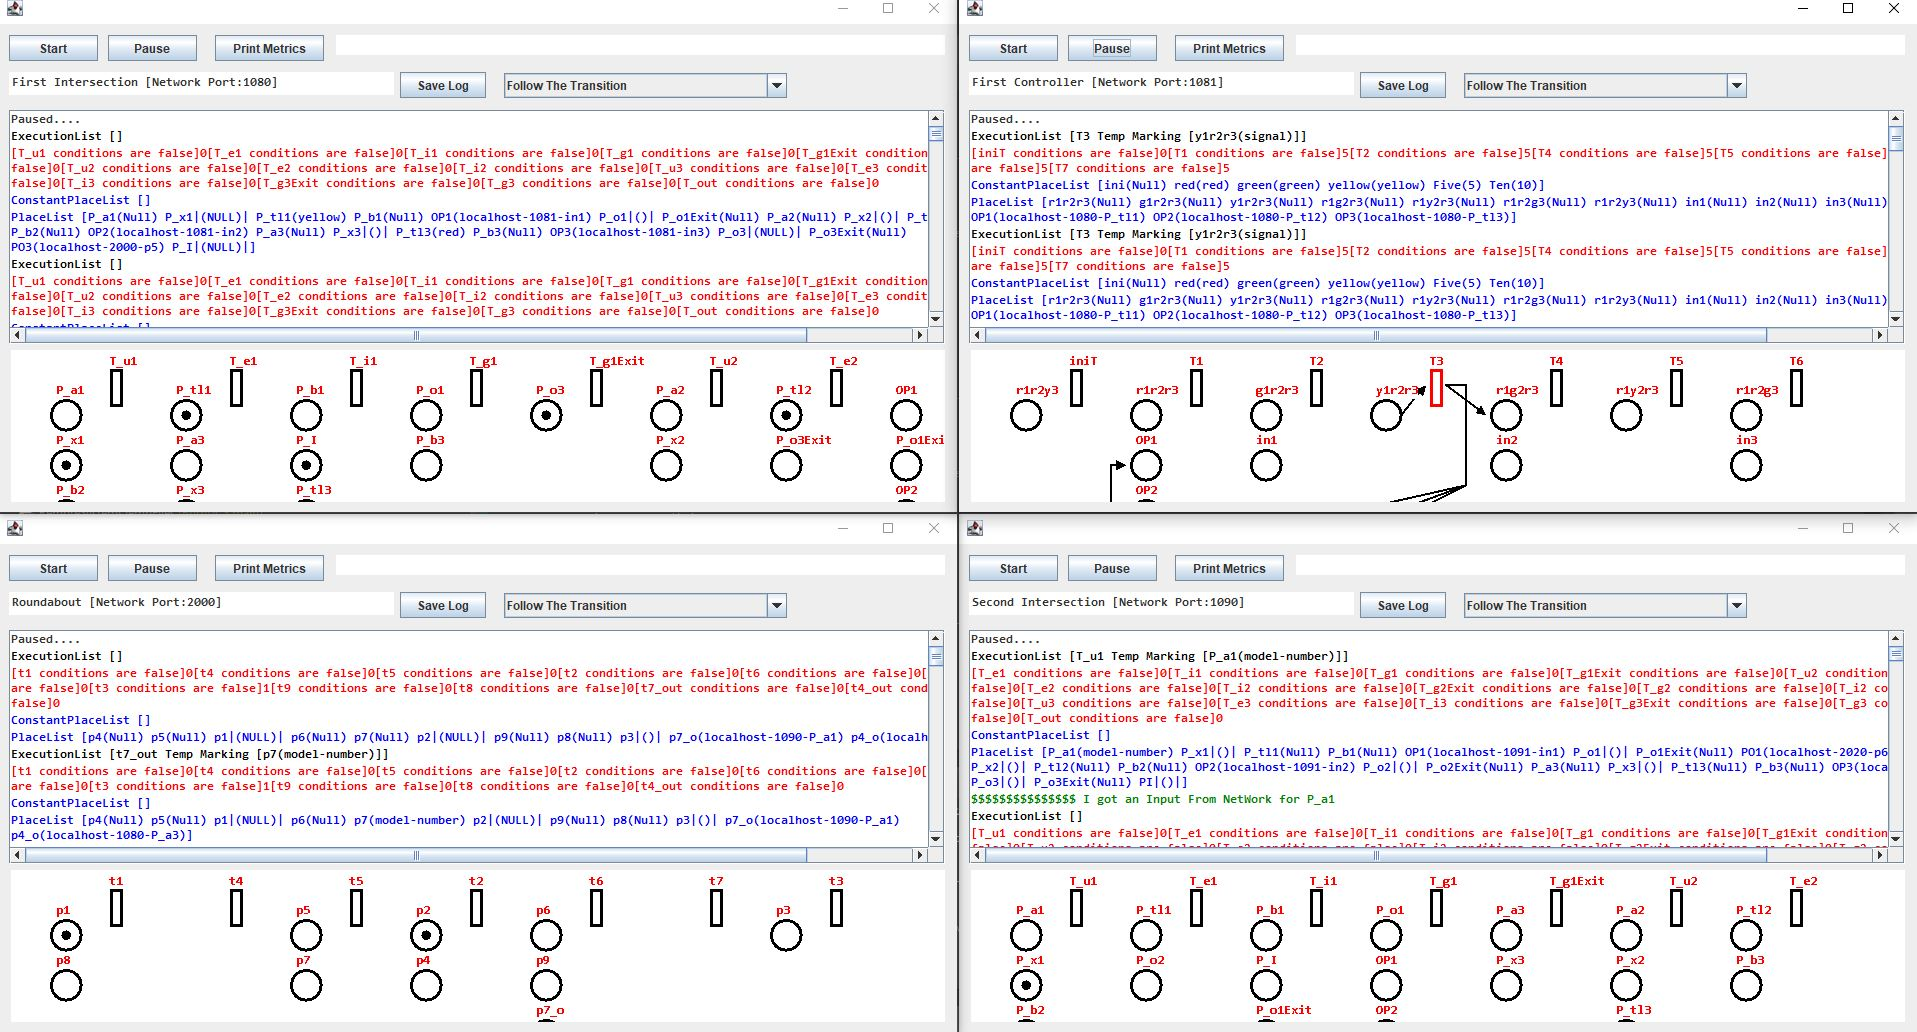 Start Pause Print Metrics
First Intersection [Network Port:1080] Save Log Follow The Transition
Paused....
ExecutionList []
[T_u1 conditions are false]0[T_e1 conditions are false]0[T_i1 conditions are false]0[T_g1 conditions are false]0[T_g1Exit condition
false]0[T_u2 conditions are false]0[T_e2 conditions are false]0[T_i2 conditions are false]0[T_u3 conditions are false]0[T_e3 condit
false]0[T_i3 conditions are false]0[T_g3Exit conditions are false]0[T_g3 conditions are false]0[T_out conditions are false]0
ConstantPlaceList []
PlaceList [P_a1(Null) P_x1|(NULL)| P_tl1(yellow) P_b1(Null) OP1(localhost-1081-in1) P_o1|()| P_o1Exit(Null) P_a2(Null) P_x2|()| P_t
P_b2(Null) OP2(localhost-1081-in2) P_a3(Null) P_x3|()| P_tl3(red) P_b3(Null) OP3(localhost-1081-in3) P_o3|(NULL)| P_o3Exit(Null)
PO3(localhost-2000-p5) P_I|(NULL)|]
ExecutionList []
[T_u1 conditions are false]0[T_e1 conditions are false]0[T_i1 conditions are false]0[T_g1 conditions are false]0[T_g1Exit condition
false]0[T_u2 conditions are false]0[T_e2 conditions are false]0[T_i2 conditions are false]0[T_u3 conditions are false]0[T_e3 condit
false]0[T_i3 conditions are false]0[T_g3Exit conditions are false]0[T_g3 conditions are false]0[T_out conditions are false]0
ConstantPlaceList []
T_u1 T_e1 T_i1 T_g1 T_g1Exit T_u2 T_e2
P_a1 P_tl1 P_b1 P_o1 P_o3 P_a2 P_tl2 OP1
P_x1 P_a3 P_I P_b3 P_x2 P_o3Exit P_o1Exi
P_b2 P_x3 P_tl3 OP2
Start Pause Print Metrics
First Controller [Network Port:1081] Save Log Follow The Transition
Paused....
ExecutionList [T3 Temp Marking [y1r2r3(signal)]]
[iniT conditions are false]0[T1 conditions are false]5[T2 conditions are false]5[T4 conditions are false]5[T5 conditions are false]
are false]5[T7 conditions are false]5
ConstantPlaceList [ini(Null) red(red) green(green) yellow(yellow) Five(5) Ten(10)]
PlaceList [r1r2r3(Null) g1r2r3(Null) y1r2r3(Null) r1g2r3(Null) r1y2r3(Null) r1r2g3(Null) r1r2y3(Null) in1(Null) in2(Null) in3(Null)
OP1(localhost-1080-P_tl1) OP2(localhost-1080-P_tl2) OP3(localhost-1080-P_tl3)]
ExecutionList [T3 Temp Marking [y1r2r3(signal)]]
[iniT conditions are false]0[T1 conditions are false]5[T2 conditions are false]5[T4 conditions are false]5[T5 conditions are false]
are false]5[T7 conditions are false]5
ConstantPlaceList [ini(Null) red(red) green(green) yellow(yellow) Five(5) Ten(10)]
PlaceList [r1r2r3(Null) g1r2r3(Null) y1r2r3(Null) r1g2r3(Null) r1y2r3(Null) r1r2g3(Null) r1r2y3(Null) in1(Null) in2(Null) in3(Null)
OP1(localhost-1080-P_tl1) OP2(localhost-1080-P_tl2) OP3(localhost-1080-P_tl3)]
iniT T1 T2 T3 T4 T5 T6
r1r2y3 r1r2r3 g1r2r3 y1r2r3 r1g2r3 r1y2r3 r1r2g3
OP1 in1 in2 in3
OP2
Start Pause Print Metrics
Roundabout [Network Port:2000] Save Log Follow The Transition
Paused....
ExecutionList []
[t1 conditions are false]0[t4 conditions are false]0[t5 conditions are false]0[t2 conditions are false]0[t6 conditions are false]0[
are false]0[t3 conditions are false]1[t9 conditions are false]0[t8 conditions are false]0[t7_out conditions are false]0[t4_out cond
false]0
ConstantPlaceList []
PlaceList [p4(Null) p5(Null) p1|(NULL)| p6(Null) p7(Null) p2|(NULL)| p9(Null) p8(Null) p3|()| p7_o(localhost-1090-P_a1) p4_o(localh
ExecutionList [t7_out Temp Marking [p7(model-number)]]
[t1 conditions are false]0[t4 conditions are false]0[t5 conditions are false]0[t2 conditions are false]0[t6 conditions are false]0[
are false]0[t3 conditions are false]1[t9 conditions are false]0[t8 conditions are false]0[t4_out conditions are false]0
ConstantPlaceList []
PlaceList [p4(Null) p5(Null) p1|(NULL)| p6(Null) p7(model-number) p2|(NULL)| p9(Null) p8(Null) p3|()| p7_o(localhost-1090-P_a1)
p4_o(localhost-1080-P_a3)]
t1 t4 t5 t2 t6 t7 t3
p1 p5 p2 p6 p3
p8 p7 p4 p9
p7_o
Start Pause Print Metrics
Second Intersection [Network Port:1090] Save Log Follow The Transition
Paused....
ExecutionList [T_u1 Temp Marking [P_a1(model-number)]]
[T_e1 conditions are false]0[T_i1 conditions are false]0[T_g1 conditions are false]0[T_g1Exit conditions are false]0[T_u2 condition
false]0[T_e2 conditions are false]0[T_i2 conditions are false]0[T_g2Exit conditions are false]0[T_g2 conditions are false]0[T_i2 co
false]0[T_u3 conditions are false]0[T_e3 conditions are false]0[T_i3 conditions are false]0[T_g3Exit conditions are false]0[T_g3 co
false]0[T_out conditions are false]0
ConstantPlaceList []
PlaceList [P_a1(model-number) P_x1|()| P_tl1(Null) P_b1(Null) OP1(localhost-1091-in1) P_o1|()| P_o1Exit(Null) PO1(localhost-2020-p6
P_x2|()| P_tl2(Null) P_b2(Null) OP2(localhost-1091-in2) P_o2|()| P_o2Exit(Null) P_a3(Null) P_x3|()| P_tl3(Null) P_b3(Null) OP3(loca
P_o3|()| P_o3Exit(Null) PI|()|]
$$$$$$$$$$$$$$$ I got an Input From NetWork for P_a1
ExecutionList []
[T_u1 conditions are false]0[T_e1 conditions are false]0[T_i1 conditions are false]0[T_g1 conditions are false]0[T_g1Exit condition
T_u1 T_e1 T_i1 T_g1 T_g1Exit T_u2 T_e2
P_a1 P_tl1 P_b1 P_o1 P_a3 P_a2 P_tl2
P_x1 P_o2 P_I OP1 P_x3 P_x2 P_b3
P_b2 P_o1Exit OP2 P_tl3